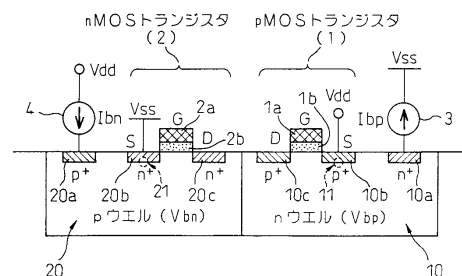 nMOSトランジスタ
(2)
pMOSトランジスタ
(1)
Vdd
Vss
4
Ibn
Vss
S
G
2a
D
2b
1a
G
1b
D
Vdd
S
Ibp
3
p+
20a
20b
n+
21
n+
20c
p+
10c
11
p+
10b
n+
10a
pウエル(Vbn)
nウエル(Vbp)
20
10